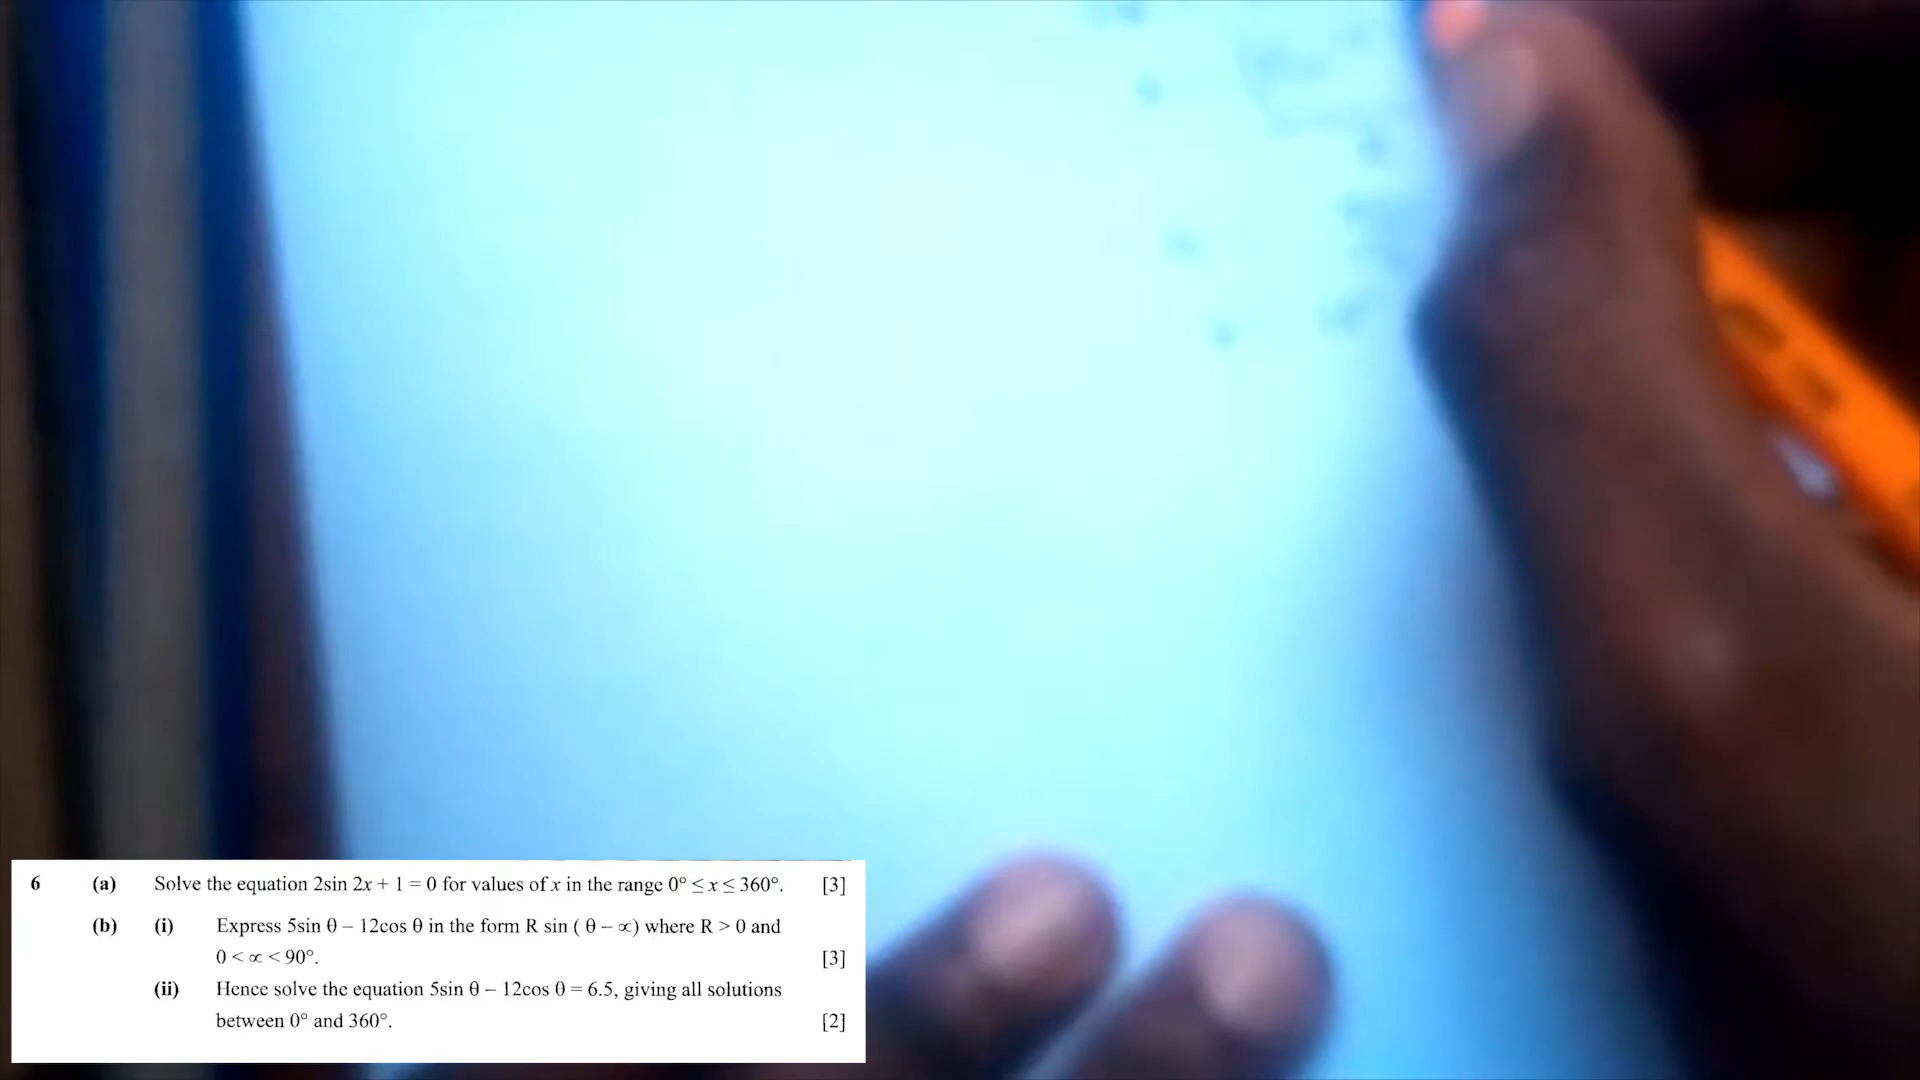 6 (a) Solve the equation 2sin 2x + 1 = 0 for values of x in the range 0° ≤ x ≤ 360°. [3]
(b) (i) Express 5sin θ – 12cos θ in the form R sin ( θ – ∝) where R > 0 and
0 < ∝ < 90°. [3]
(ii) Hence solve the equation 5sin θ – 12cos θ = 6.5, giving all solutions
between 0° and 360°. [2]